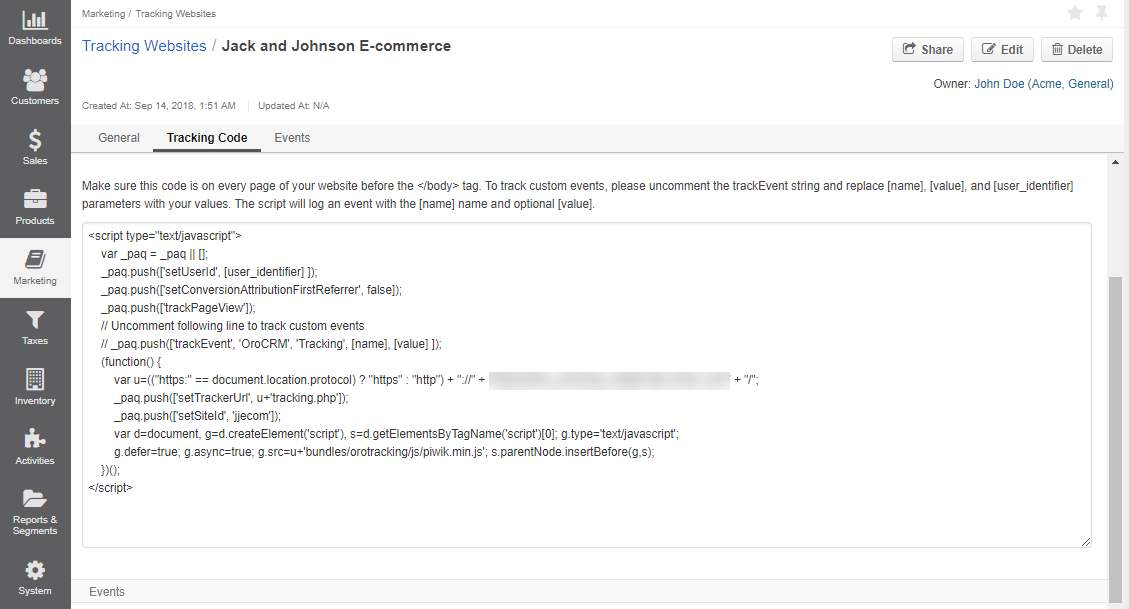 Dashboards
Customers
Sales
Products
Marketing
Taxes
Inventory
Activities
Reports &
Segments
System
Marketing / Tracking Websites
Tracking Websites / Jack and Johnson E-commerce
Share
Edit
Delete
Owner: John Doe (Acme, General)
Created At: Sep 14, 2018, 1:51 AM
Updated At: N/A
General
Tracking Code
Events
Make sure this code is on every page of your website before the </body> tag. To track custom events, please uncomment the trackEvent string and replace [name], [value], and [user_identifier]
parameters with your values. The script will log an event with the [name] name and optional [value].
<script type="text/javascript">
var _paq = _paq || [];
_paq.push(['setUserId', [user_identifier] ]);
_paq.push(['setConversionAttributionFirstReferrer', false]);
_paq.push(['trackPageView']);
// Uncomment following line to track custom events
// _paq.push(['trackEvent', 'OroCRM', 'Tracking', [name], [value] ]);
(function() {
var u=(("https:" == document.location.protocol) ? "https" : "http") + "://" + + "/";
_paq.push(['setTrackerUrl', u+'tracking.php']);
_paq.push(['setSiteId', 'jjecom']);
var d=document, g=d.createElement('script'), s=d.getElementsByTagName('script')[0]; g.type='text/javascript';
g.defer=true; g.async=true; g.src=u+'bundles/orotracking/js/piwik.min.js'; s.parentNode.insertBefore(g,s);
})();
</script>
Events